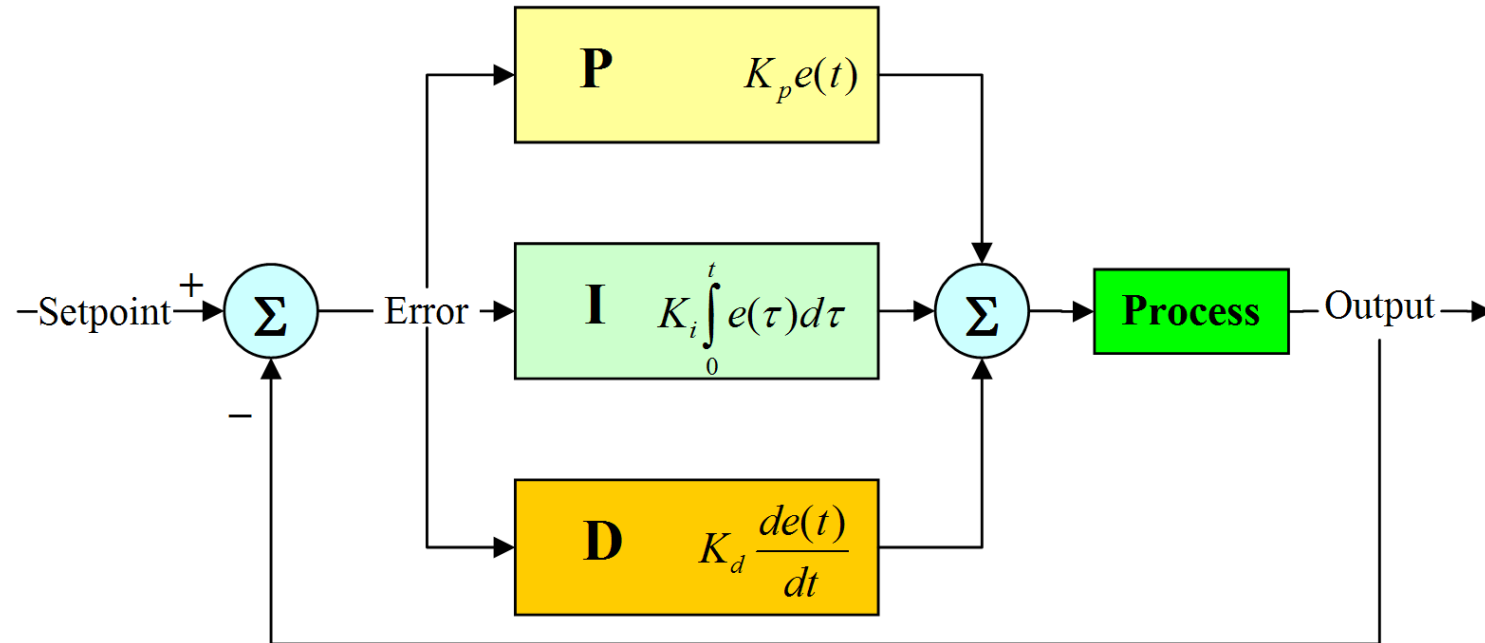 P K_p e(t)
–Setpoint
+
Σ
–
Error
I K_i ∫_0^t e(τ)dτ
Σ
Process
Output
D K_d de(t)/dt